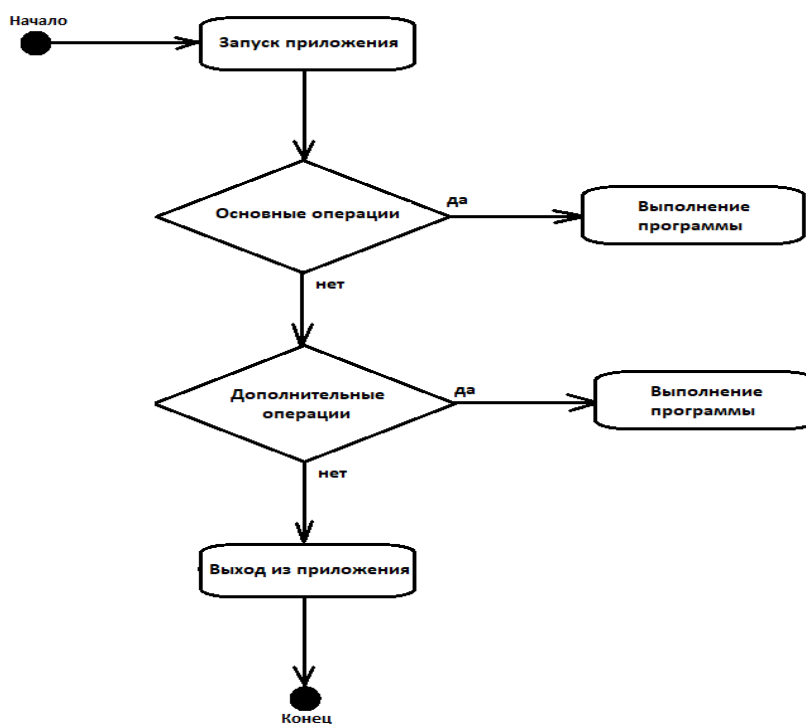 Начало
Запуск приложения
Основные операции
да
Выполнение
программы
нет
Дополнительные
операции
да
Выполнение
программы
нет
Выход из приложения
Конец